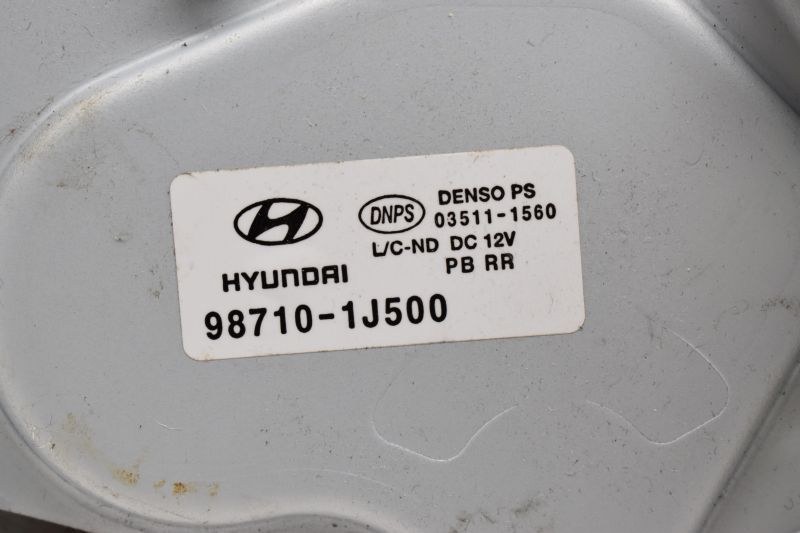 HYUNDAI
98710-1J500
DNPS
DENSO PS
03511-1560
L/C-ND DC 12V
PB RR